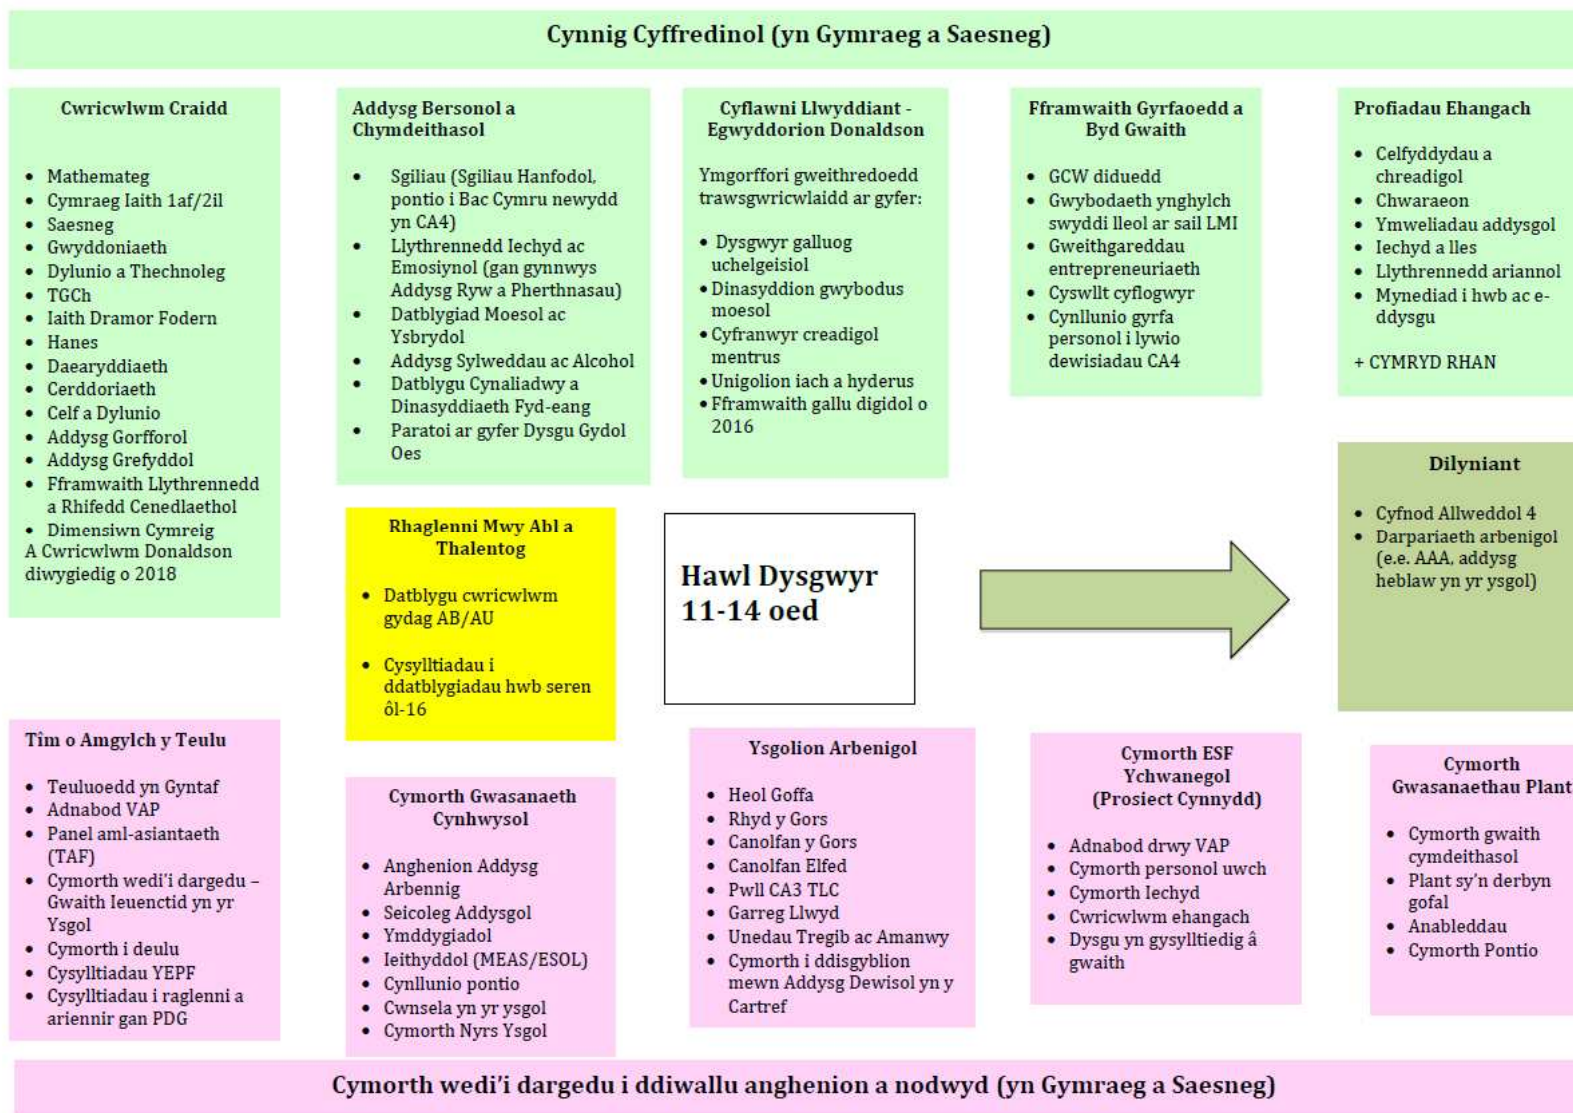 Cynnig Cyffredinol (yn Gymraeg a Saesneg)
Cwricwlwm Craidd
• Mathemateg
• Cymraeg Iaith 1af/2il
• Saesneg
• Gwyddoniaeth
• Dylunio a Thechnoleg
• TGCh
• Iaith Dramor Fodern
• Hanes
• Daearyddiaeth
• Cerddoriaeth
• Celf a Dylunio
• Addysg Gorfforol
• Addysg Grefyddol
• Fframwaith Llythrennedd
a Rhifedd Cenedlaethol
• Dimensiwn Cymreig
A Cwricwlwm Donaldson
diwygiedig o 2018
Addysg Bersonol a
Chymdeithasol
• Sgiliau (Sgiliau Hanfodol,
pontio i Bac Cymru newydd
yn CA4)
• Llythrennedd Iechyd ac
Emosiynol (gan gynnwys
Addysg Ryw a Pherthnasau)
• Datblygiad Moesol ac
Ysbrydol
• Addysg Sylweddau ac Alcohol
• Datblygu Cynaliadwy a
Dinasyddiaeth Fyd-eang
• Paratoi ar gyfer Dysgu Gydol
Oes
Cyflawni Llwyddiant -
Egwyddorion Donaldson
Ymgorffori gweithredoedd
trawsgwricwlaidd ar gyfer:
• Dysgwyr galluog
uchelgeisiol
• Dinasyddion gwybodus
moesol
• Cyfranwyr creadigol
mentrus
• Unigolion iach a hyderus
• Fframwaith gallu digidol o
2016
Fframwaith Gyrfaoedd a
Byd Gwaith
• GCW diduedd
• Gwybodaeth ynghylch
swyddi lleol ar sail LMI
• Gweithgareddau
entrepreneuriaeth
• Cyswllt cyflogwyr
• Cynllunio gyrfa
personol i lywio
dewisiadau CA4
Profiadau Ehangach
• Celfyddydau a
chreadigol
• Chwaraeon
• Ymweliadau addysgol
• Iechyd a lles
• Llythrennedd ariannol
• Mynediad i hwb ac e-
ddysgu
+ CYMRYD RHAN
Rhaglenni Mwy Abl a
Thalentog
• Datblygu cwricwlwm
gydag AB/AU
• Cysylltiadau i
ddatblygiadau hwb seren
ôl-16
Hawl Dysgwyr
11-14 oed
Dilyniant
• Cyfnod Allweddol 4
• Darpariaeth arbenigol
(e.e. AAA, addysg
heblaw yn yr ysgol)
Tîm o Amgylch y Teulu
• Teuluoedd yn Gyntaf
• Adnabod VAP
• Panel aml-asiantaeth
(TAF)
• Cymorth wedi'i dargedu –
Gwaith Ieuenctid yn yr
Ysgol
• Cymorth i deulu
• Cysylltiadau YEPF
• Cysylltiadau i raglenni a
ariennir gan PDG
Cymorth Gwasanaeth
Cynhwysol
• Anghenion Addysg
Arbennig
• Seicoleg Addysgol
• Ymddygiadol
• Ieithyddol (MEAS/ESOL)
• Cynllunio pontio
• Cwnsela yn yr ysgol
• Cymorth Nyrs Ysgol
Ysgolion Arbenigol
• Heol Goffa
• Rhyd y Gors
• Canolfan y Gors
• Canolfan Elfed
• Pwll CA3 TLC
• Garreg Llwyd
• Unedau Tregib ac Amanwy
• Cymorth i ddisgyblion
mewn Addysg Dewisol yn y
Cartref
Cymorth ESF
Ychwanegol
(Prosiect Cynnydd)
• Adnabod drwy VAP
• Cymorth personol uwch
• Cymorth Iechyd
• Cwricwlwm ehangach
• Dysgu yn gysylltiedig â
gwaith
Cymorth
Gwasanaethau Plant
• Cymorth gwaith
cymdeithasol
• Plant sy'n derbyn
gofal
• Anableddau
• Cymorth Pontio
Cymorth wedi'i dargedu i ddiwallu anghenion a nodwyd (yn Gymraeg a Saesneg)